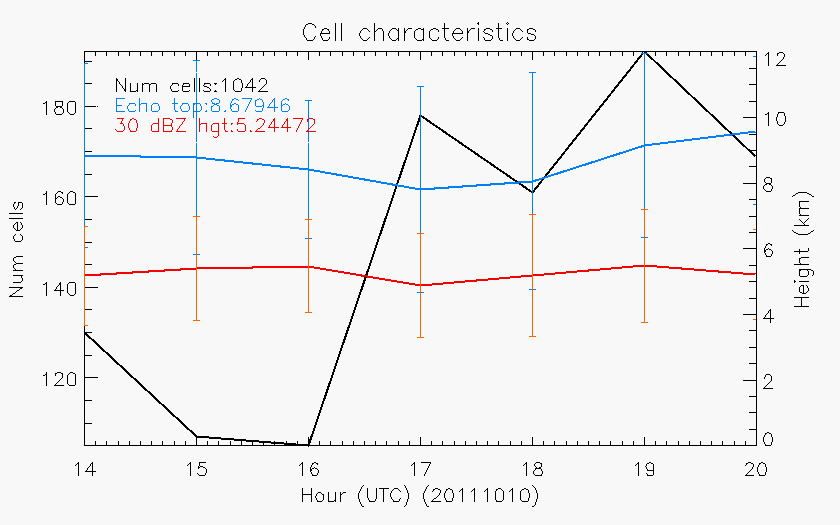 Cell characteristics
Num cells:1042
Echo top:8.67946
30 dBZ hgt:5.24472
180
160
140
120
Num cells
12
10
8
6
4
2
0
Height (km)
14 15 16 17 18 19 20
Hour (UTC) (20111010)